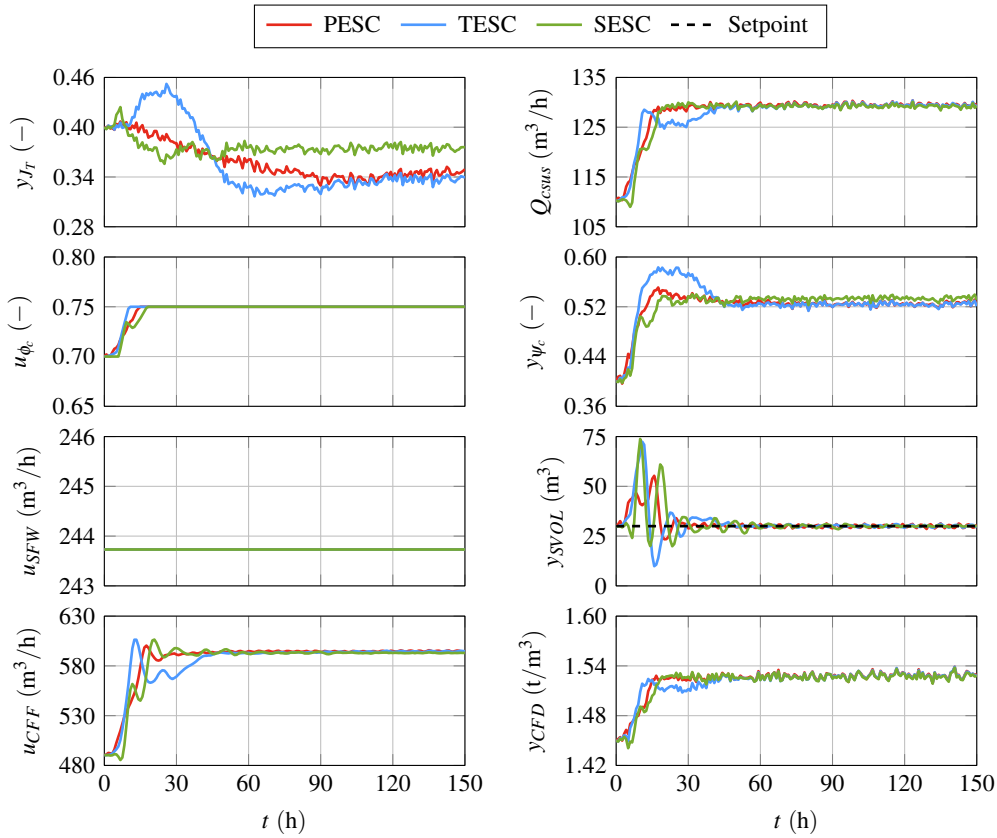 PESC TESC SESC Setpoint
0.46
0.40
0.34
0.28
y_{J_T} (−)
135
125
115
105
Q_{csus} (m³/h)
0.80
0.75
0.70
0.65
u_{ϕ_c} (−)
0.60
0.52
0.44
0.36
y_{ψ_c} (−)
246
245
244
243
u_{SFW} (m³/h)
75
50
25
0
y_{SVOL} (m³)
630
580
530
480
u_{CFF} (m³/h)
0 30 60 90 120 150
t (h)
1.60
1.54
1.48
1.42
y_{CFD} (t/m³)
0 30 60 90 120 150
t (h)